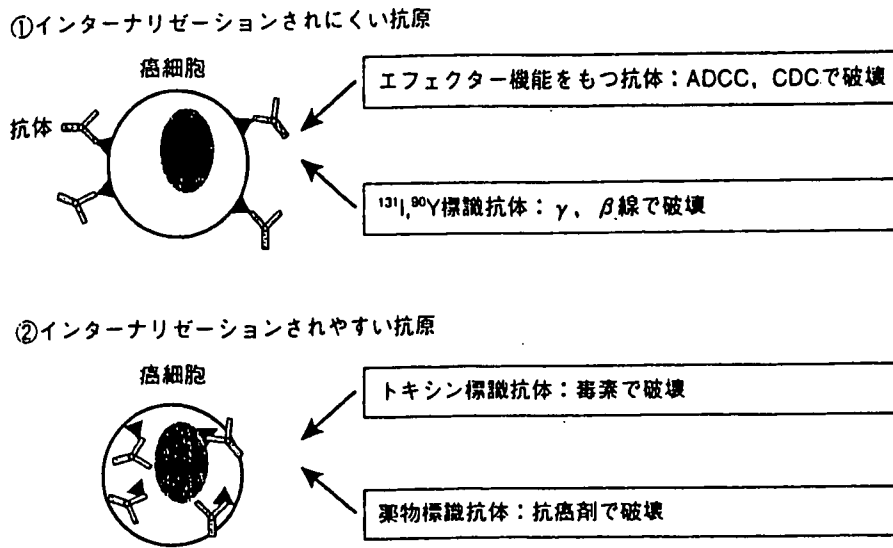 ①インターナリゼーションされにくい抗原
癌細胞
抗体
エフェクター機能をもつ抗体：ADCC，CDCで破壊
¹³¹I,⁹⁰Y標識抗体：γ，β線で破壊
②インターナリゼーションされやすい抗原
癌細胞
トキシン標識抗体：毒素で破壊
薬物標識抗体：抗癌剤で破壊